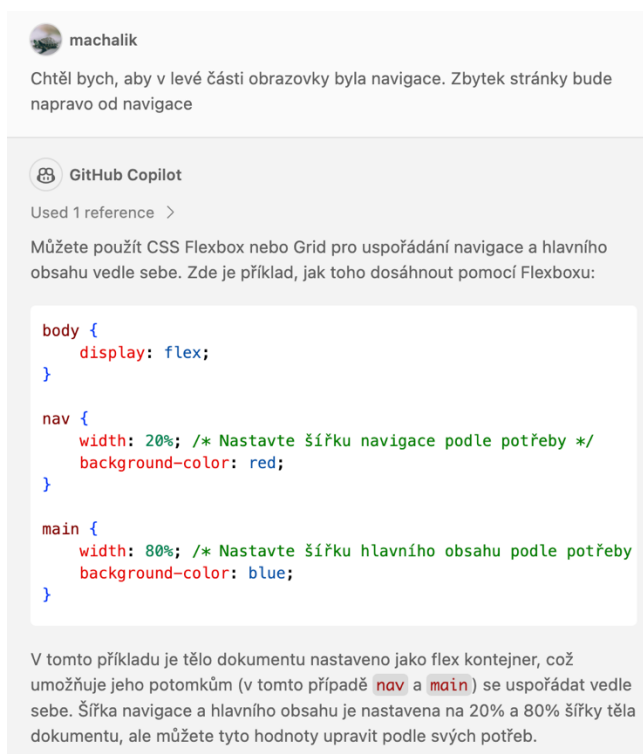 machalik
Chtěl bych, aby v levé části obrazovky byla navigace. Zbytek stránky bude
napravo od navigace
GitHub Copilot
Used 1 reference >
Můžete použít CSS Flexbox nebo Grid pro uspořádání navigace a hlavního
obsahu vedle sebe. Zde je příklad, jak toho dosáhnout pomocí Flexboxu:
body {
    display: flex;
}
nav {
    width: 20%; /* Nastavte šířku navigace podle potřeby */
    background-color: red;
}
main {
    width: 80%; /* Nastavte šířku hlavního obsahu podle potřeby
    background-color: blue;
}
V tomto příkladu je tělo dokumentu nastaveno jako flex kontejner, což
umožňuje jeho potomkům (v tomto případě nav a main) se uspořádat vedle
sebe. Šířka navigace a hlavního obsahu je nastavena na 20% a 80% šířky těla
dokumentu, ale můžete tyto hodnoty upravit podle svých potřeb.